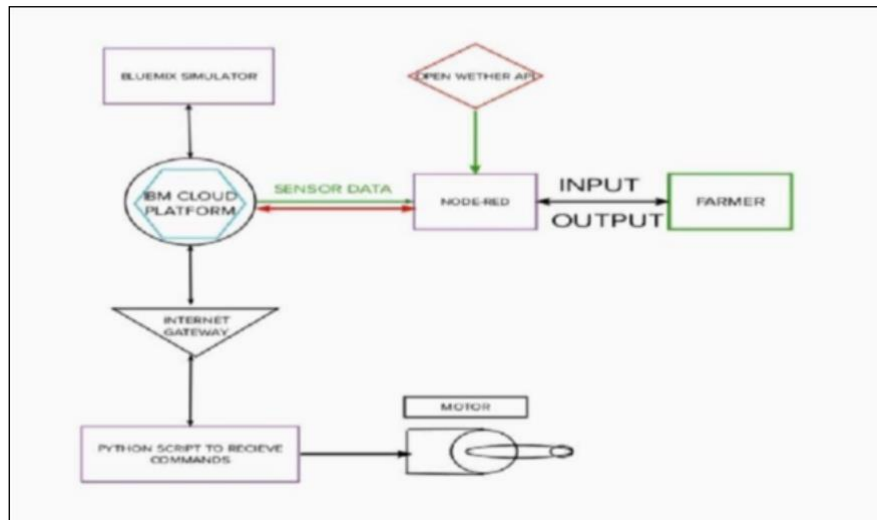 BLUEMIX SIMULATOR
OPEN WETHER API
IBM CLOUD
PLATFORM
SENSOR DATA
NODE-RED
INPUT
OUTPUT
FARMER
INTERNET
GATEWAY
MOTOR
PYTHON SCRIPT TO RECIEVE
COMMANDS